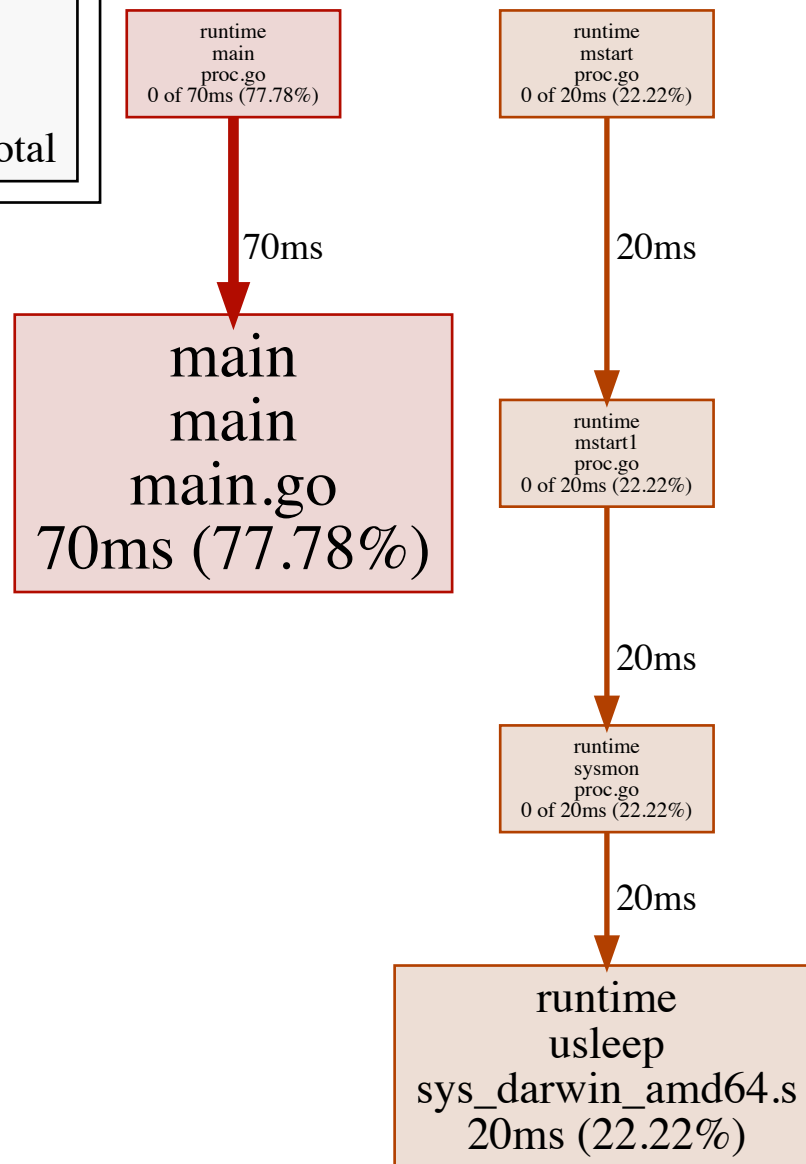 runtime
main
proc.go
0 of 70ms (77.78%)
runtime
mstart
proc.go
0 of 20ms (22.22%)
70ms
20ms
main
main
main.go
70ms (77.78%)
runtime
mstart1
proc.go
0 of 20ms (22.22%)
20ms
runtime
sysmon
proc.go
0 of 20ms (22.22%)
20ms
runtime
usleep
sys_darwin_amd64.s
20ms (22.22%)